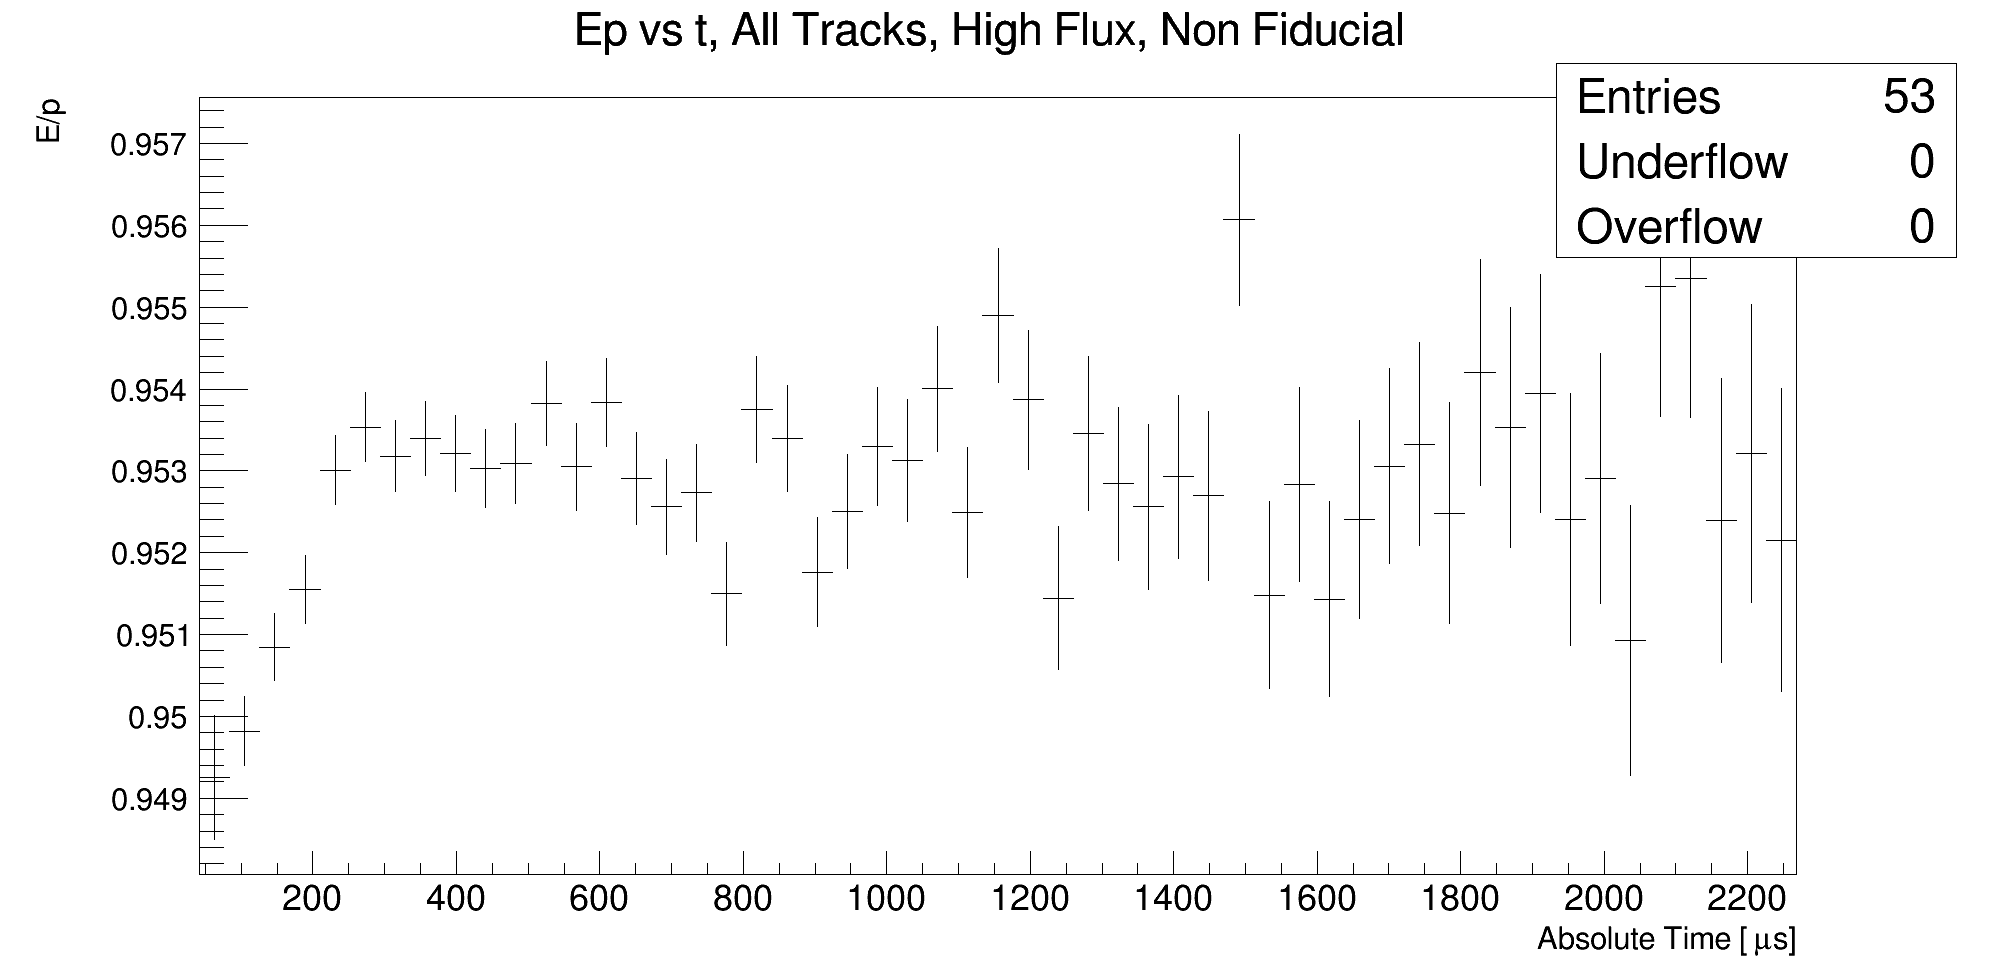 Ep vs t, All Tracks, High Flux, Non Fiducial
Entries 53
Underflow 0
Overflow 0
E/p
0.957
0.956
0.955
0.954
0.953
0.952
0.951
0.95
0.949
200 400 600 800 1000 1200 1400 1600 1800 2000 2200
Absolute Time [ μs]